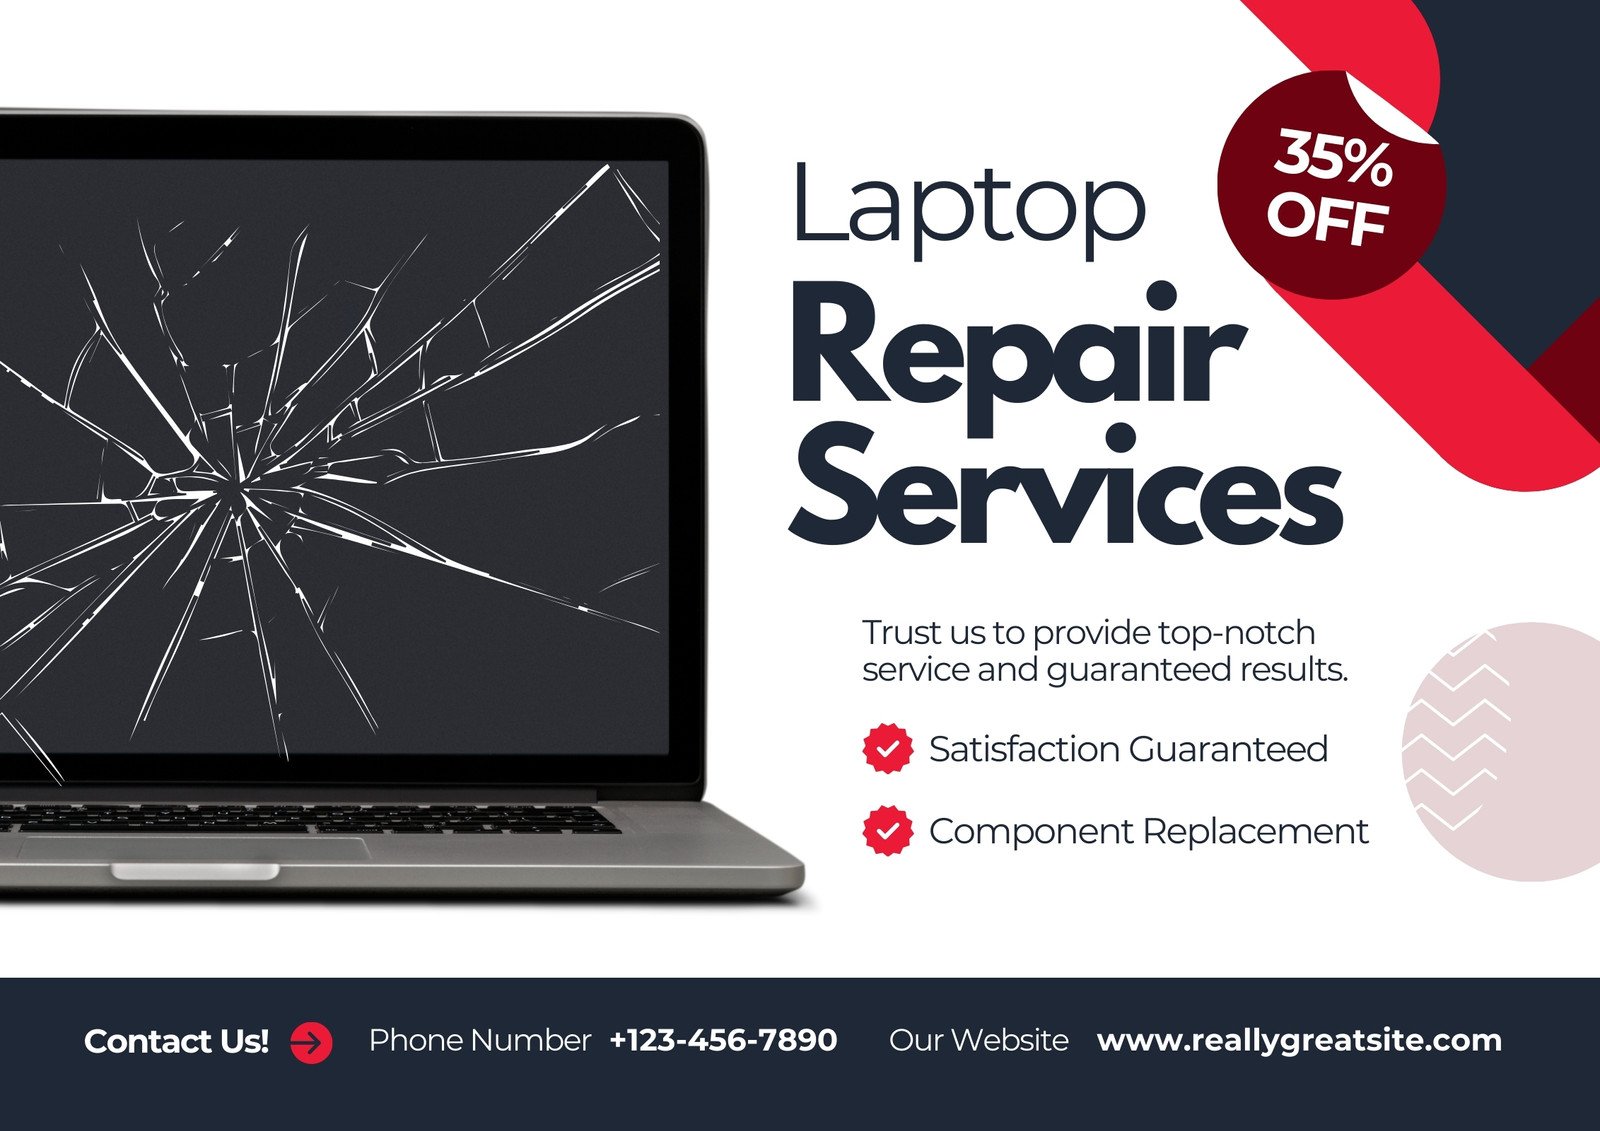 35%
OFF
Laptop
Repair
Services
Trust us to provide top-notch
service and guaranteed results.
Satisfaction Guaranteed
Component Replacement
Contact Us! Phone Number +123-456-7890 Our Website www.reallygreatsite.com